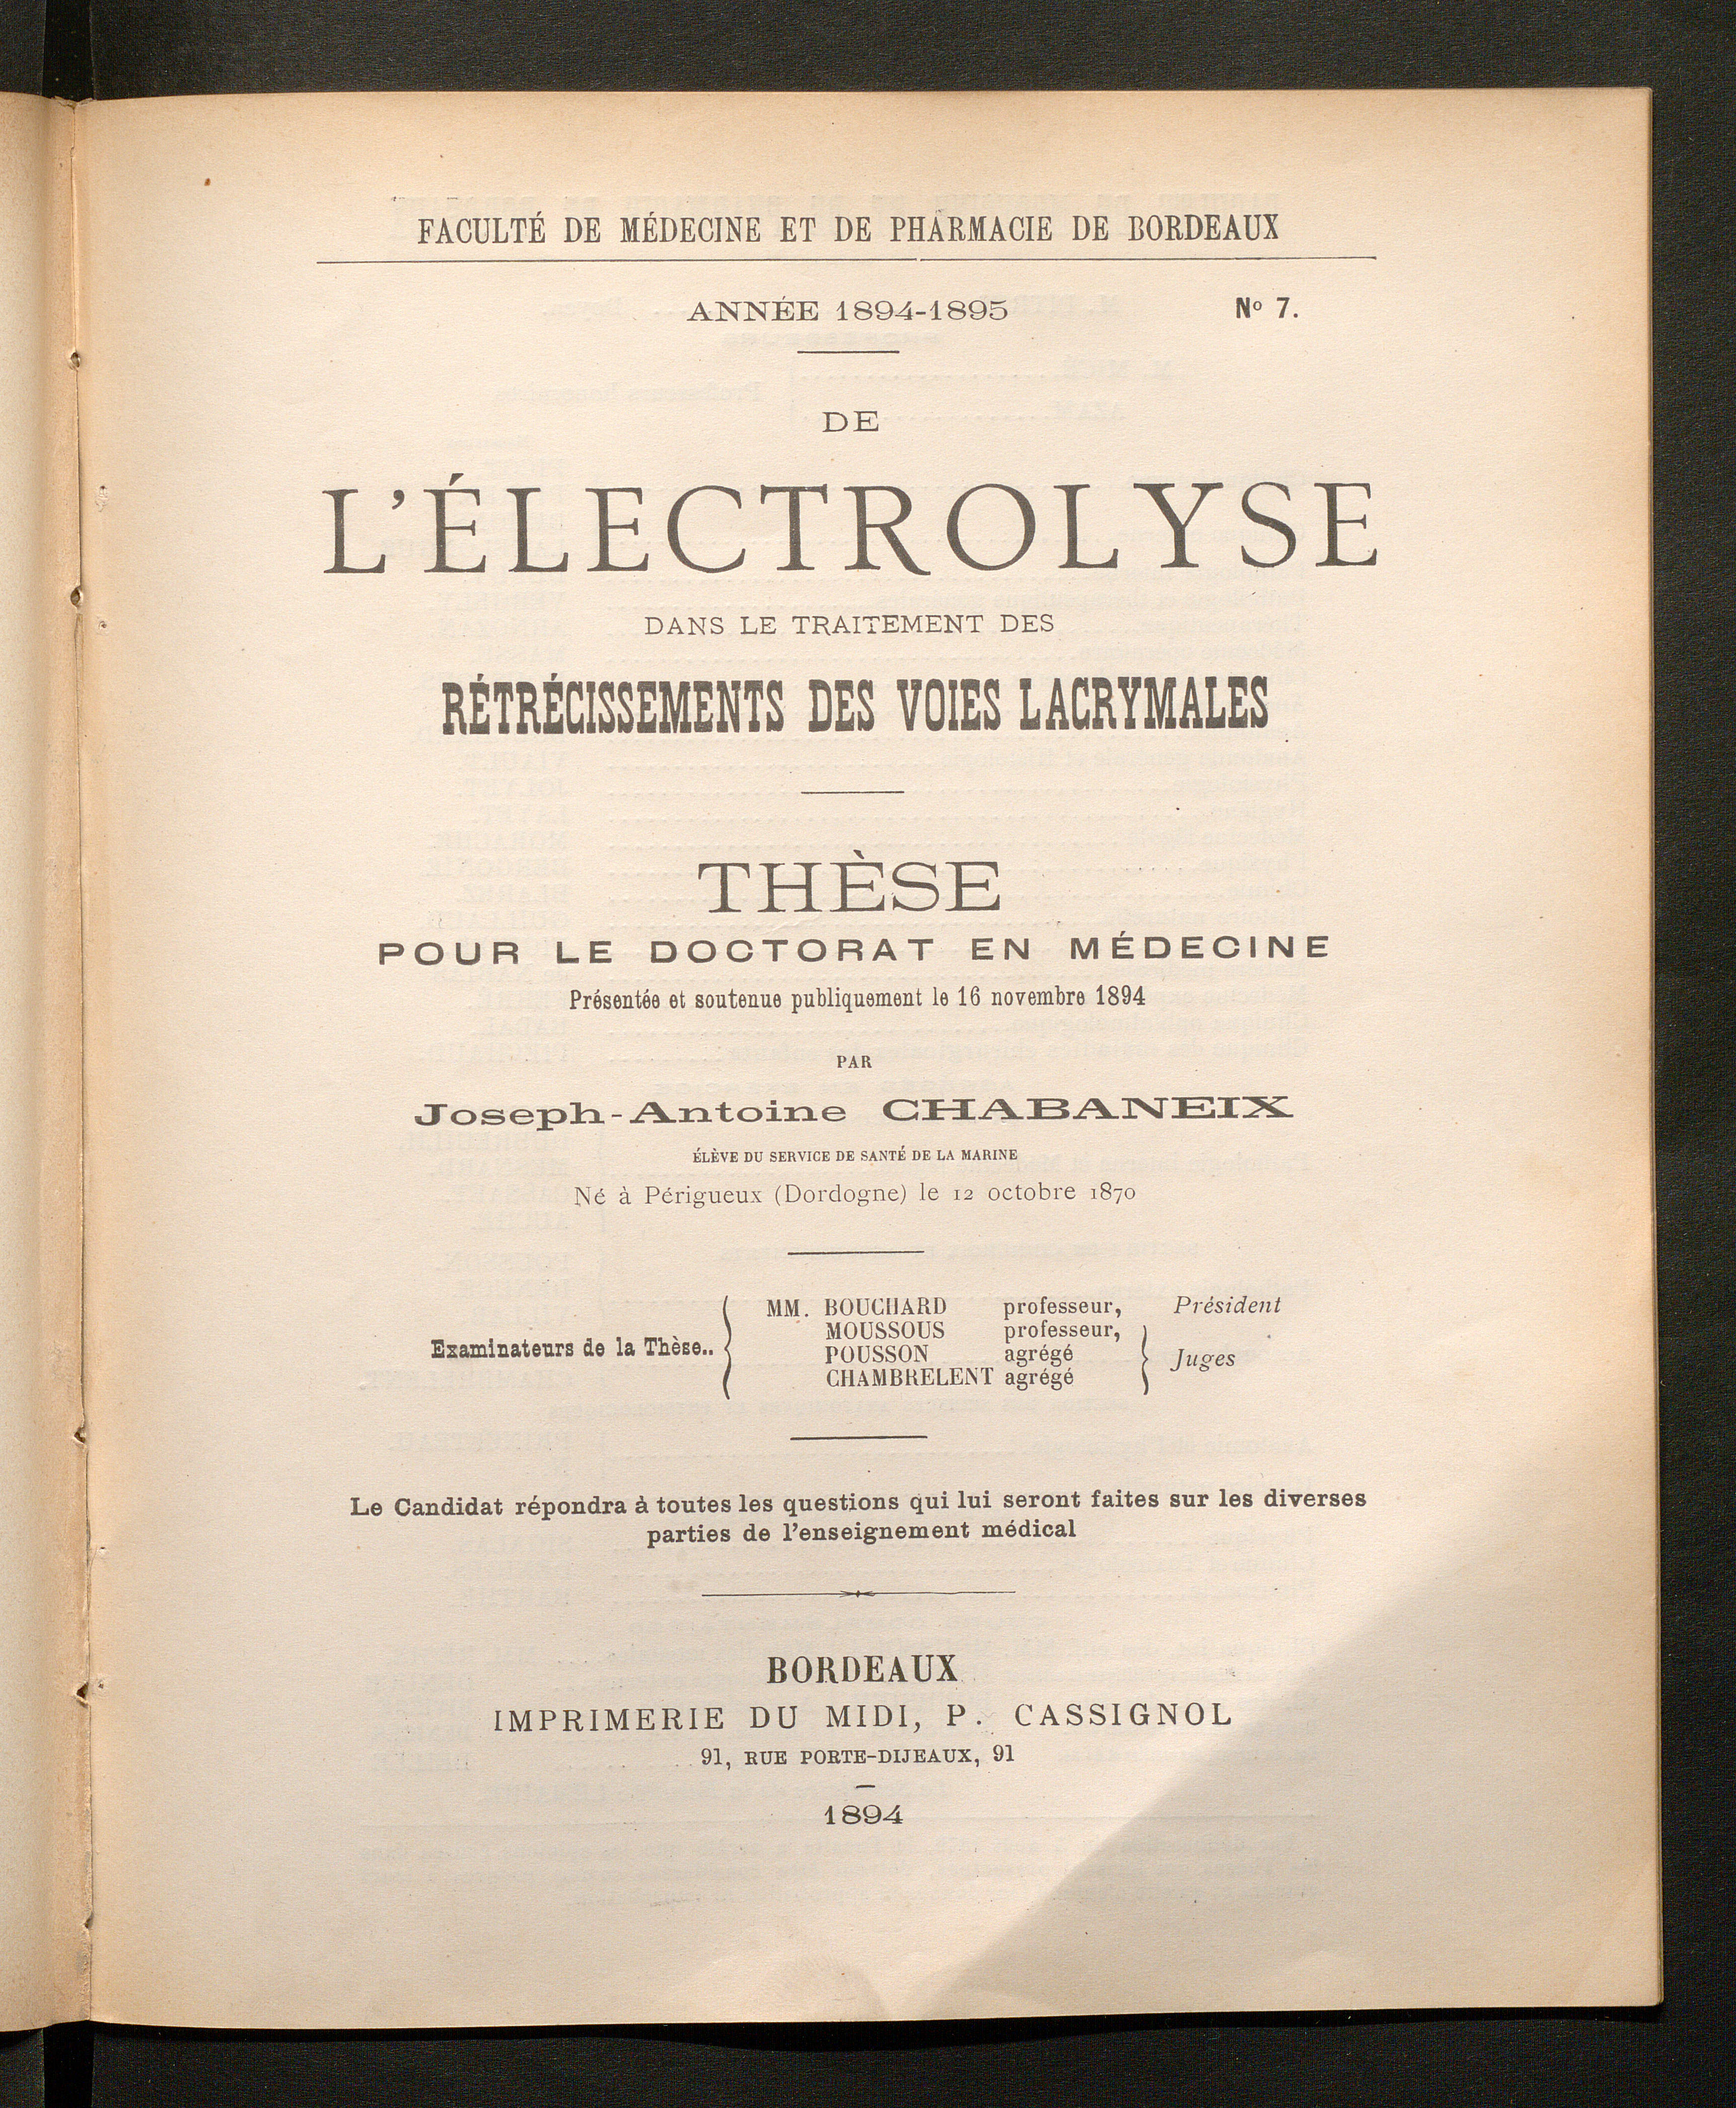 FACULTÉ DE MÉDECINE ET DE PHARMACIE DE BORDEAUX
ANNÉE 1894-1895 Nº 7.
DE
L'ÉLECTROLYSE
DANS LE TRAITEMENT DES
RÉTRÉCISSEMENTS DES VOIES LACRYMALES
THÈSE
POUR LE DOCTORAT EN MÉDECINE
Présentée et soutenue publiquement le 16 novembre 1894
PAR
Joseph-Antoine CHABANEIX
ÉLÈVE DU SERVICE DE SANTÉ DE LA MARINE
Né à Périgueux (Dordogne) le 12 octobre 1870
MM. BOUCHARD professeur, Président
MOUSSOUS professeur,
Examinateurs de la Thèse..
POUSSON agrégé
Juges
CHAMBRELENT agrégé
Le Candidat répondra à toutes les questions qui lui seront faites sur les diverses
parties de l'enseignement médical
BORDEAUX
IMPRIMERIE DU MIDI, P. CASSIGNOL
91, RUE PORTE-DIJEAUX, 91
1894